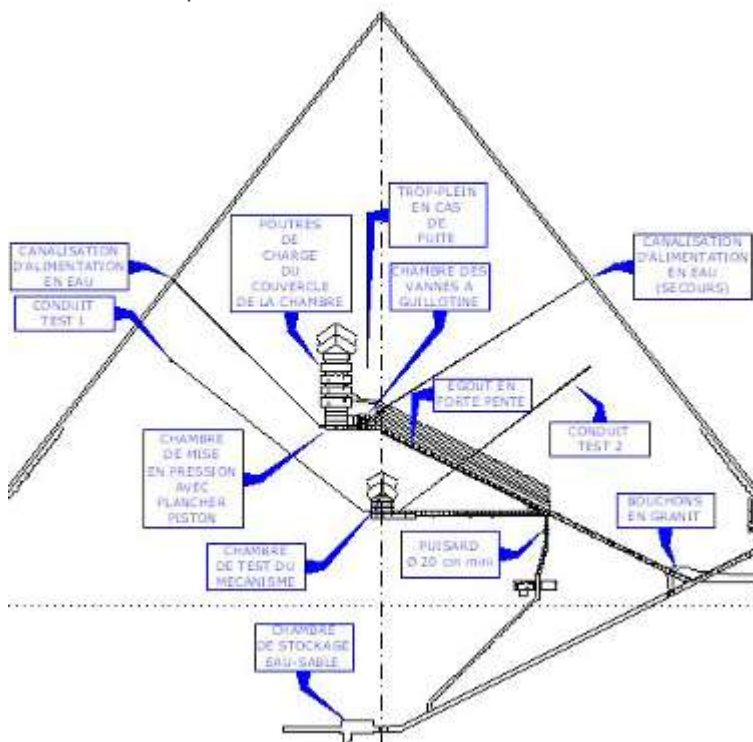 TROP-PLEIN
EN CAS
DE
FUITE
POUTRES
DE
CHARGE
DU
COUVERCLE
DE LA CHAMBRE
CANALISATION
D'ALIMENTATION
EN EAU
CHAMBRE DES
VANNES A
GUILLOTINE
CANALISATION
D'ALIMENTATION
EN EAU
(SECOURS)
CONDUIT
TEST 1
EGOUT EN
FORTE PENTE
CONDUIT
TEST 2
CHAMBRE
DE MISE
EN PRESSION
AVEC
PLANCHER
PISTON
BOUCHONS
EN GRANIT
CHAMBRE
DE TEST DU
MECANISME
PUISARD
Ø 20 cm mini
CHAMBRE
DE STOCKAGE
EAU-SABLE